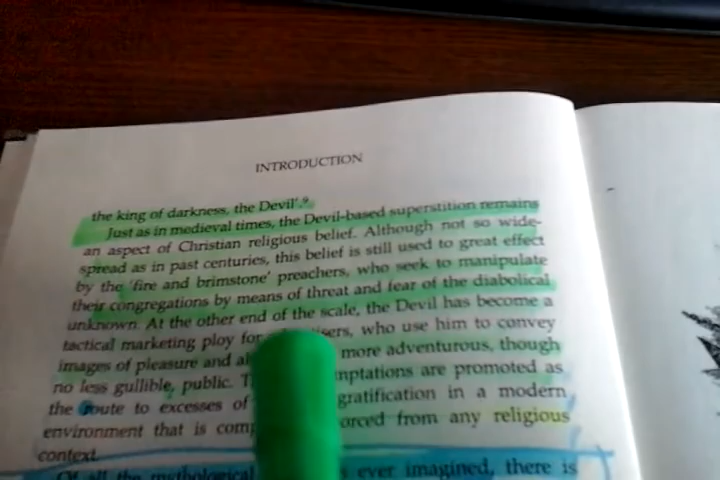 INTRODUCTION
the king of darkness, the Devil'.⁹
Just as in medieval times, the Devil-based superstition remains
an aspect of Christian religious belief. Although not so wide-
spread as in past centuries, this belief is still used to great effect
by the 'fire and brimstone' preachers, who seek to manipulate
their congregations by means of threat and fear of the diabolical
unknown. At the other end of the scale, the Devil has become a
tactical marketing ploy for isers, who use him to convey
images of pleasure and more adventurous, though
no less gullible, public. mptations are promoted as
the route to excesses of gratification in a modern
environment that is orced from any religious
context.
Of all the mythological ever imagined, there is